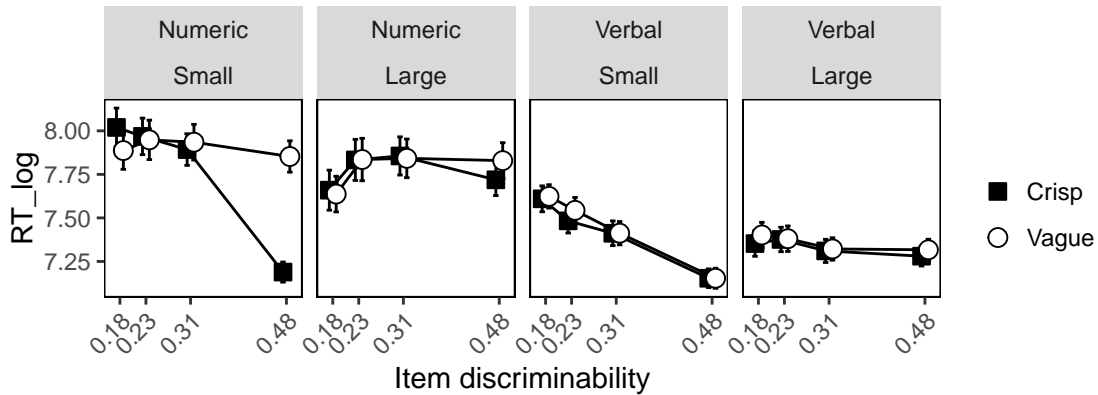 Numeric Numeric Verbal Verbal
Small Large Small Large
8.00
7.75
7.50
7.25
RT_log
Crisp
Vague
0.18 0.23 0.31 0.48 0.18 0.23 0.31 0.48 0.18 0.23 0.31 0.48 0.18 0.23 0.31 0.48
Item discriminability